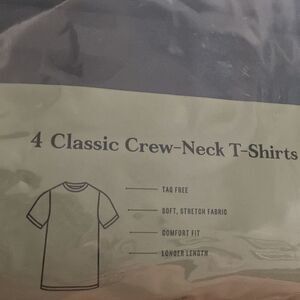 4 Classic Crew-Neck T-Shirts
TAG FREE
SOFT, STRETCH FABRIC
COMFORT FIT
LONGER LENGTH